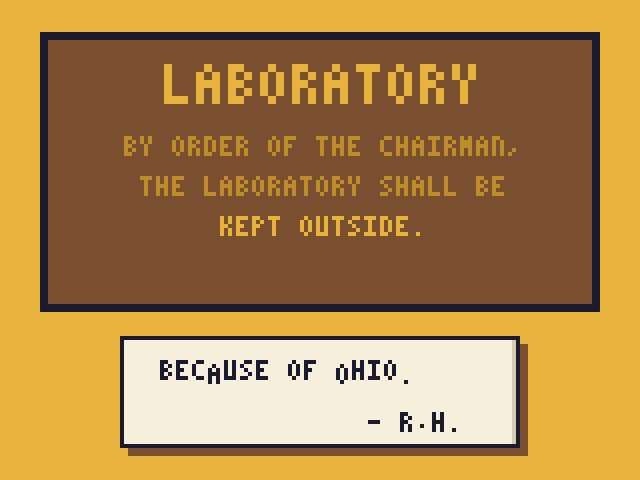 LABORATORY
BY ORDER OF THE CHAIRMAN,
THE LABORATORY SHALL BE
KEPT OUTSIDE.
BECAUSE OF OHIO.
- R.H.